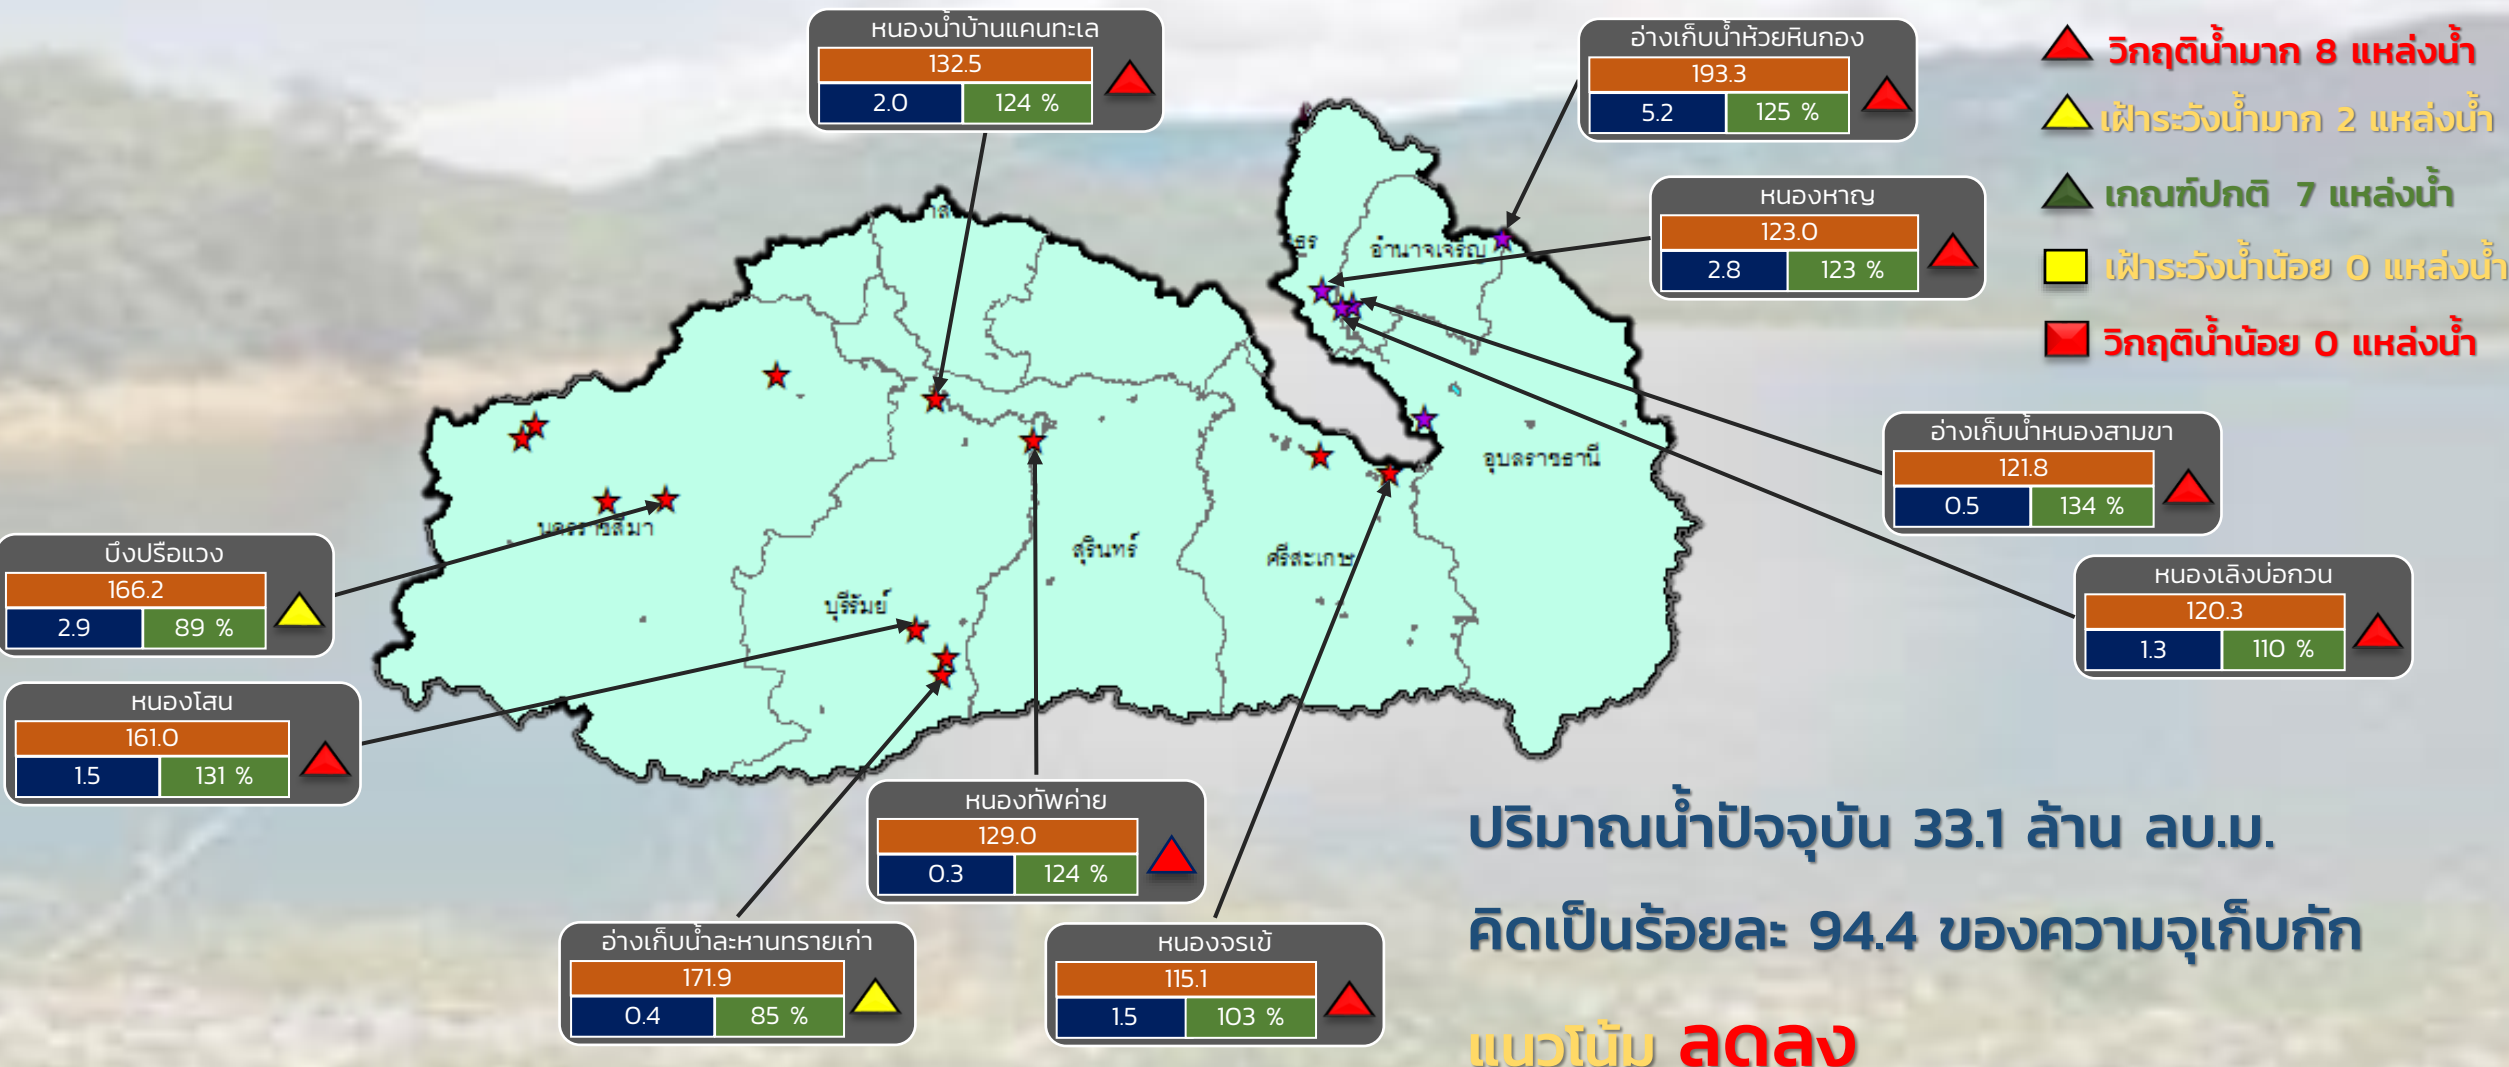 หนองน้ำบ้านแคนทะเล
132.5
2.0 124 %
อ่างเก็บน้ำห้วยหินกอง
193.3
5.2 125 %
หนองหาญ
123.0
2.8 123 %
วิกฤติน้ำมาก 8 แหล่งน้ำ
เฝ้าระวังน้ำมาก 2 แหล่งน้ำ
เกณฑ์ปกติ 7 แหล่งน้ำ
เฝ้าระวังน้ำน้อย 0 แหล่งน้ำ
วิกฤติน้ำน้อย 0 แหล่งน้ำ
อำนาจเจริญ
อุบลราชธานี
นครราชสีมา
สุรินทร์
ศรีสะเกษ
บุรีรัมย์
อ่างเก็บน้ำหนองสามขา
121.8
0.5 134 %
หนองเลิงบ่อกวน
120.3
1.3 110 %
บึงปรือแวง
166.2
2.9 89 %
หนองโสน
161.0
1.5 131 %
หนองทัพค่าย
129.0
0.3 124 %
อ่างเก็บน้ำละหานทรายเก่า
171.9
0.4 85 %
หนองจรเข้
115.1
1.5 103 %
ปริมาณน้ำปัจจุบัน 33.1 ล้าน ลบ.ม.
คิดเป็นร้อยละ 94.4 ของความจุเก็บกัก
แนวโน้ม ลดลง